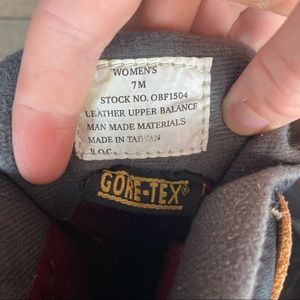 WOMEN'S
7M
STOCK NO. OBF1504
LEATHER UPPER BALANCE
MAN MADE MATERIALS
MADE IN TAIWAN
R.O.C.
GORE-TEX®